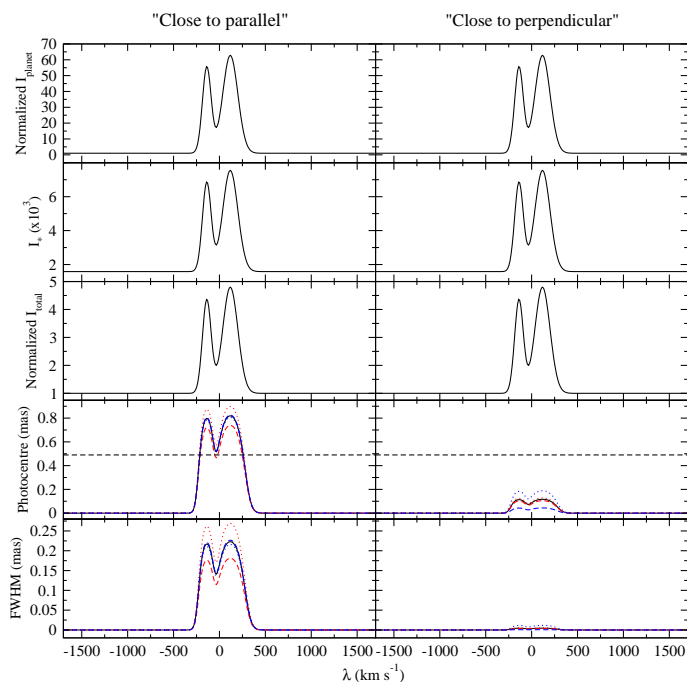 "Close to parallel"
"Close to perpendicular"
Normalized I_planet
70
60
50
40
30
20
10
0
I_* (x10^3)
6
4
2
Normalized I_total
5
4
3
2
1
Photocentre (mas)
0.8
0.6
0.4
0.2
0
FWHM (mas)
0.25
0.2
0.15
0.1
0.05
0
-1500 -1000 -500 0 500 1000 1500
-1500 -1000 -500 0 500 1000 1500
λ (km s^-1)